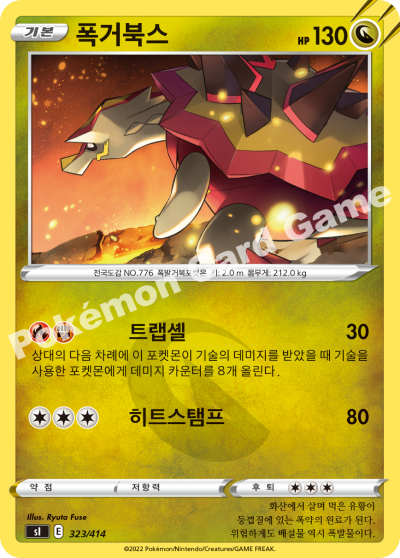 기본 폭거북스 HP 130
전국도감 NO.776 폭발거북포켓몬 키: 2.0 m 몸무게: 212.0 kg
Pokémon Card Game
트랩셸 30
상대의 다음 차례에 이 포켓몬이 기술의 데미지를 받았을 때 기술을
사용한 포켓몬에게 데미지 카운터를 8개 올린다.
히트스탬프 80
약점 저항력 후퇴
Illus. Ryuta Fuse
sI E 323/414
화산에서 살며 먹은 유황이
등껍질에 있는 폭약의 원료가 된다.
위험하게도 배설물 역시 폭발물이다.
©2022 Pokémon/Nintendo/Creatures/GAME FREAK.